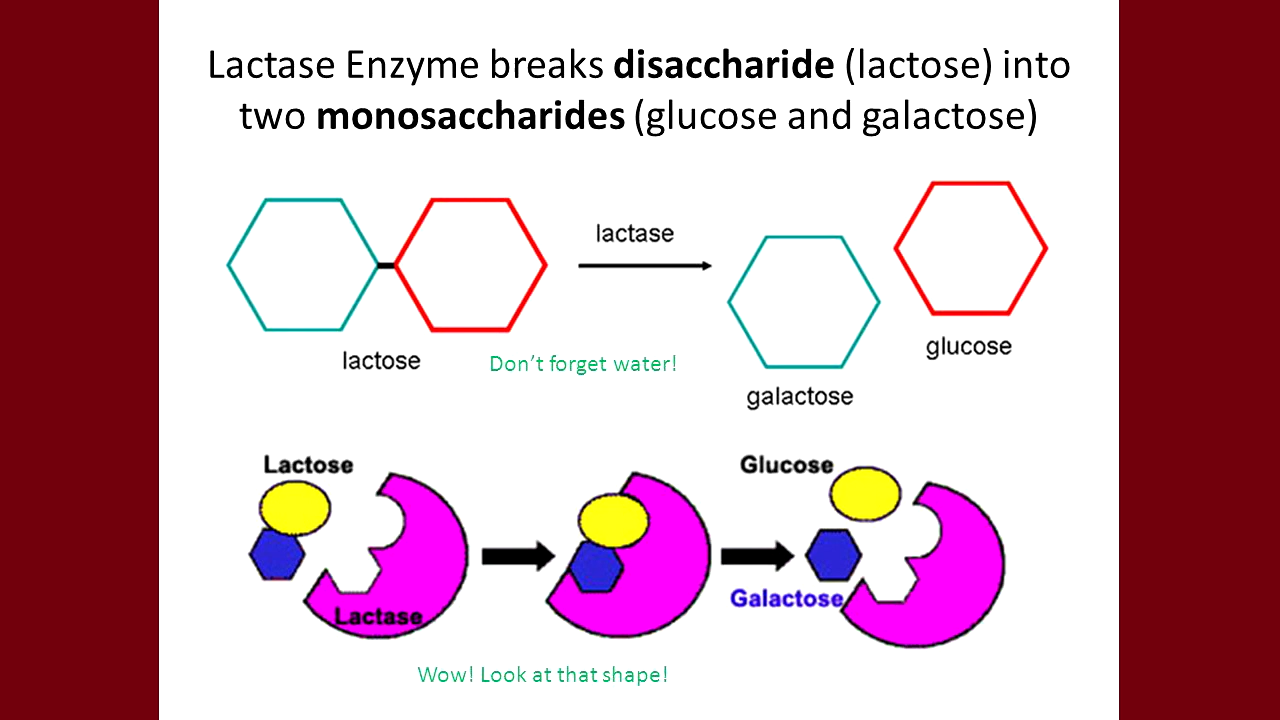 Lactase Enzyme breaks disaccharide (lactose) into
two monosaccharides (glucose and galactose)
lactase
lactose
Don’t forget water!
glucose
galactose
Lactose
Glucose
Galactose
Lactase
Wow! Look at that shape!